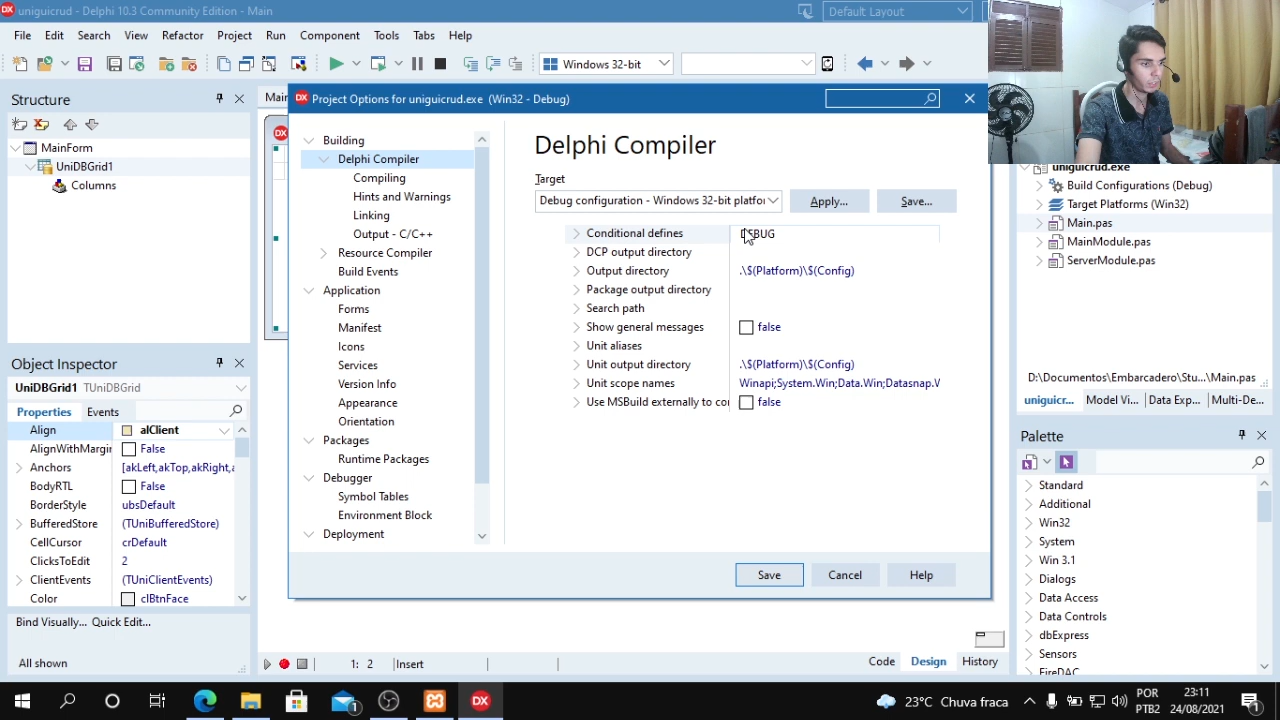 uniguicrud - Delphi 10.3 Community Edition - Main
Default Layout
File Edit Search View Refactor Project Run Component Tools Tabs Help
Windows 32-bit
Structure
MainForm
UniDBGrid1
Columns
Object Inspector
UniDBGrid1 TUniDBGrid
Properties Events
Align alClient
AlignWithMargin False
Anchors [akLeft,akTop,akRight,a
BodyRTL False
BorderStyle ubsDefault
BufferedStore (TUniBufferedStore)
CellCursor crDefault
ClicksToEdit 2
ClientEvents (TUniClientEvents)
Color clBtnFace
Bind Visually... Quick Edit...
All shown
Project Options for uniguicrud.exe (Win32 - Debug)
Building
Delphi Compiler
Compiling
Hints and Warnings
Linking
Output - C/C++
Resource Compiler
Build Events
Application
Forms
Manifest
Icons
Services
Version Info
Appearance
Orientation
Packages
Runtime Packages
Debugger
Symbol Tables
Environment Block
Deployment
Delphi Compiler
Target
Debug configuration - Windows 32-bit platfor Apply... Save...
Conditional defines DEBUG
DCP output directory
Output directory .\$(Platform)\$(Config)
Package output directory
Search path
Show general messages false
Unit aliases
Unit output directory .\$(Platform)\$(Config)
Unit scope names Winapi;System.Win;Data.Win;Datasnap.V
Use MSBuild externally to cor false
Save Cancel Help
1: 2 Insert
Code Design History
uniguicrud.exe
Build Configurations (Debug)
Target Platforms (Win32)
Main.pas
MainModule.pas
ServerModule.pas
D:\Documentos\Embarcadero\Stu...\Main.pas
uniguicr... Model Vi... Data Exp... Multi-De...
Palette
Standard
Additional
Win32
System
Win 3.1
Dialogs
Data Access
Data Controls
dbExpress
Sensors
FireDAC
23°C Chuva fraca
POR
PTB2
23:11
24/08/2021